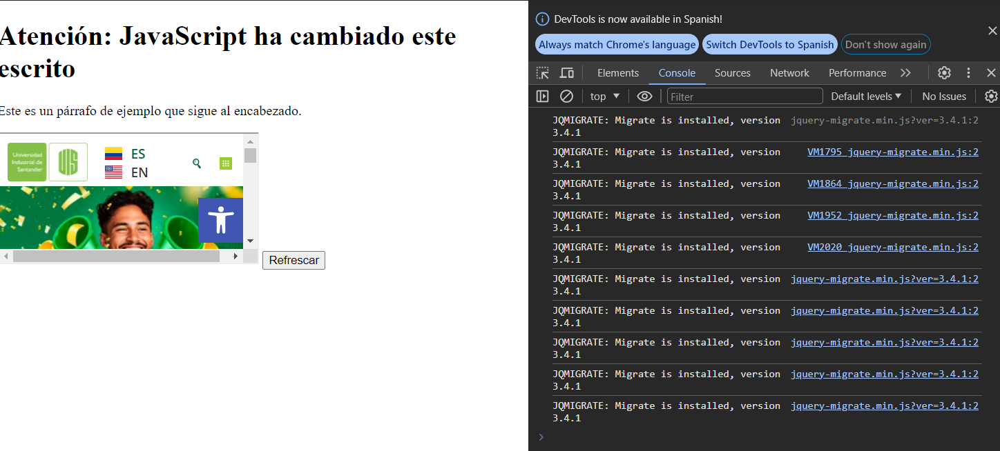 Atención: JavaScript ha cambiado este
escrito
Este es un párrafo de ejemplo que sigue al encabezado.
Universidad
Industrial de
Santander
UIS
ES
EN
Refrescar
DevTools is now available in Spanish!
Always match Chrome's language Switch DevTools to Spanish Don't show again
Elements Console Sources Network Performance
top Filter Default levels No Issues
JQMIGRATE: Migrate is installed, version jquery-migrate.min.js?ver=3.4.1:2
3.4.1
JQMIGRATE: Migrate is installed, version VM1795 jquery-migrate.min.js:2
3.4.1
JQMIGRATE: Migrate is installed, version VM1864 jquery-migrate.min.js:2
3.4.1
JQMIGRATE: Migrate is installed, version VM1952 jquery-migrate.min.js:2
3.4.1
JQMIGRATE: Migrate is installed, version VM2020 jquery-migrate.min.js:2
3.4.1
JQMIGRATE: Migrate is installed, version jquery-migrate.min.js?ver=3.4.1:2
3.4.1
JQMIGRATE: Migrate is installed, version jquery-migrate.min.js?ver=3.4.1:2
3.4.1
JQMIGRATE: Migrate is installed, version jquery-migrate.min.js?ver=3.4.1:2
3.4.1
JQMIGRATE: Migrate is installed, version jquery-migrate.min.js?ver=3.4.1:2
3.4.1
JQMIGRATE: Migrate is installed, version jquery-migrate.min.js?ver=3.4.1:2
3.4.1